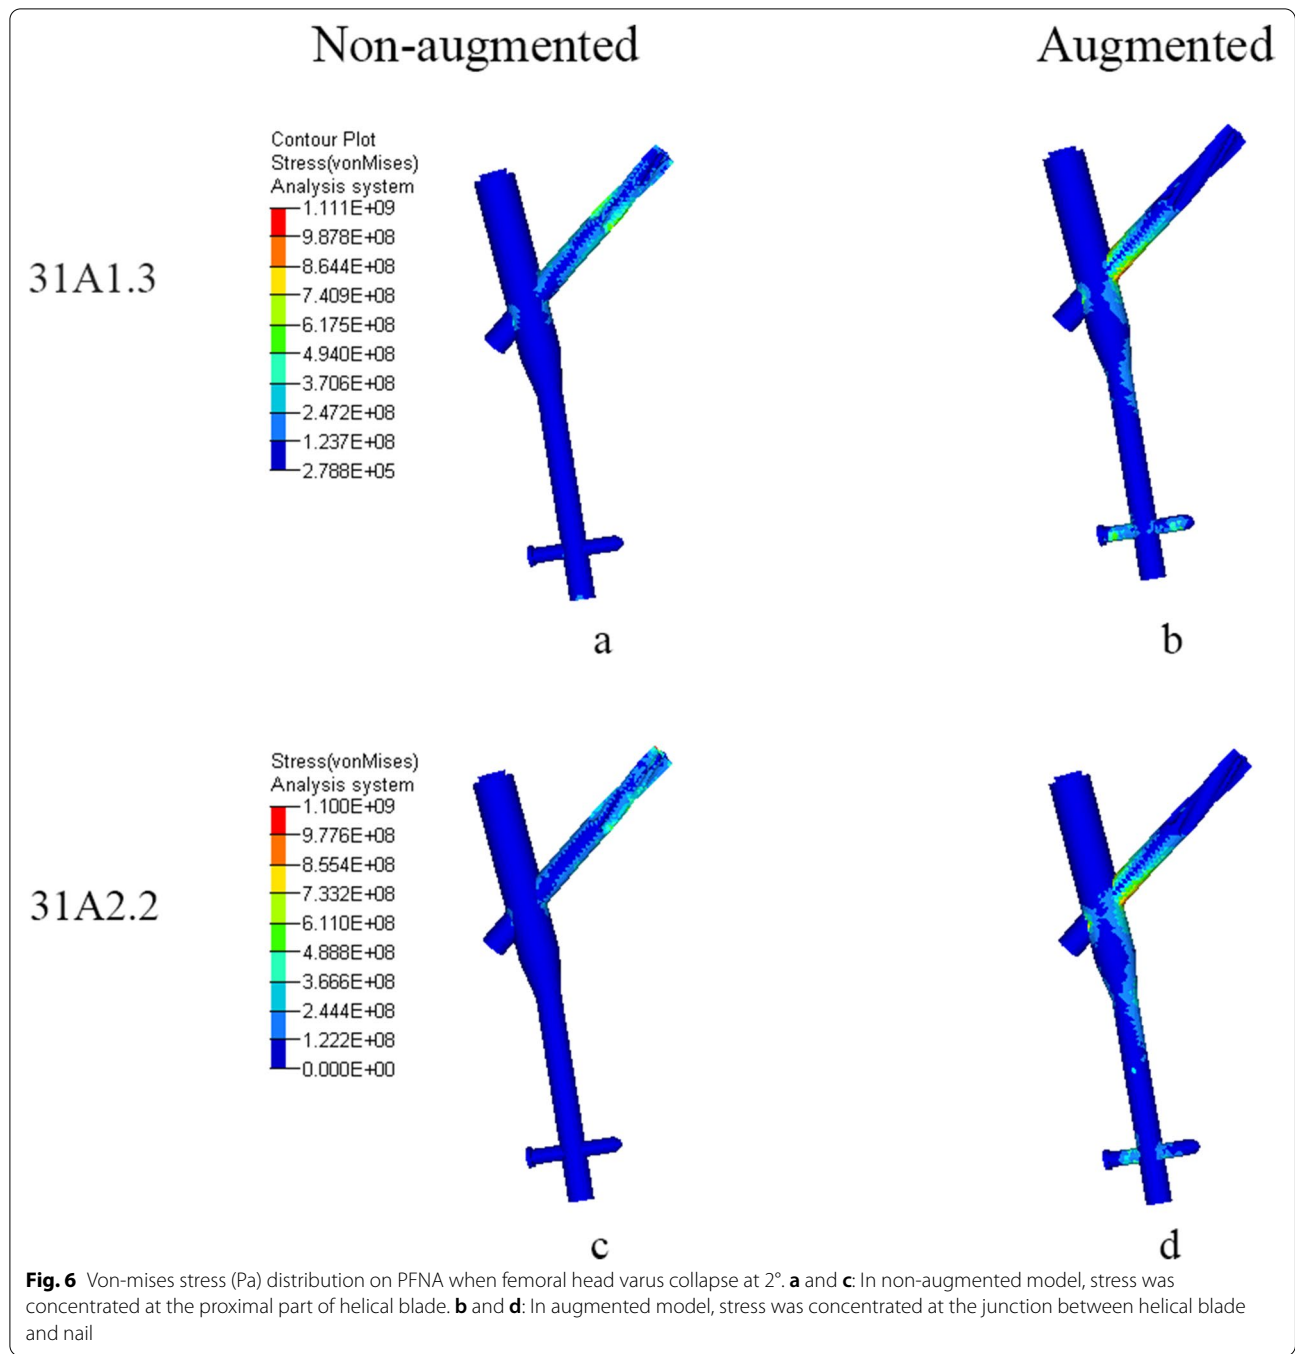 Non-augmented
Augmented
31A1.3
Contour Plot
Stress(vonMises)
Analysis system
1.111E+09
9.878E+08
8.644E+08
7.409E+08
6.175E+08
4.940E+08
3.706E+08
2.472E+08
1.237E+08
2.788E+05
a
b
31A2.2
Stress(vonMises)
Analysis system
1.100E+09
9.776E+08
8.554E+08
7.332E+08
6.110E+08
4.888E+08
3.666E+08
2.444E+08
1.222E+08
0.000E+00
c
d
Fig. 6 Von-mises stress (Pa) distribution on PFNA when femoral head varus collapse at 2°. a and c: In non-augmented model, stress was
concentrated at the proximal part of helical blade. b and d: In augmented model, stress was concentrated at the junction between helical blade
and nail